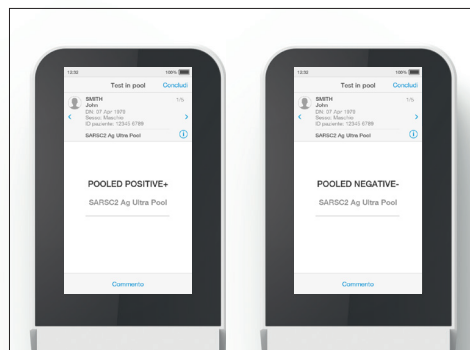 12:52 100%
Test in pool Concludi
SMITH 1/5
John
DN: 07 Apr 1979
Sesso: Maschio
ID paziente: 12345 6789
SARSC2 Ag Ultra Pool
POOLED POSITIVE+
SARSC2 Ag Ultra Pool
Commento
12:52 100%
Test in pool Concludi
SMITH 1/5
John
DN: 07 Apr 1979
Sesso: Maschio
ID paziente: 12345 6789
SARSC2 Ag Ultra Pool
POOLED NEGATIVE-
SARSC2 Ag Ultra Pool
Commento